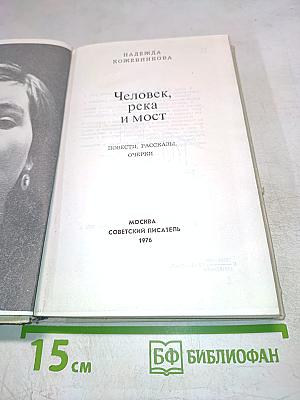 НАДЕЖДА
КОЖЕВНИКОВА
Человек,
река
и мост
ПОВЕСТИ, РАССКАЗЫ,
ОЧЕРКИ
МОСКВА
СОВЕТСКИЙ ПИСАТЕЛЬ
1976
15 см
БФ БИБЛИОФАН